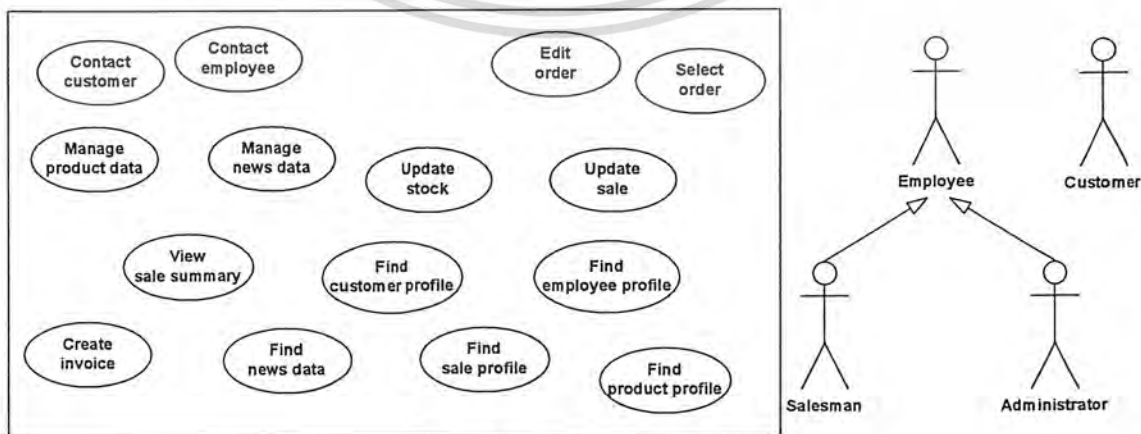 Contact
customer
Contact
employee
Edit
order
Select
order
Manage
product data
Manage
news data
Update
stock
Update
sale
View
sale summary
Find
customer profile
Find
employee profile
Create
invoice
Find
news data
Find
sale profile
Find
product profile
Employee
Customer
Salesman
Administrator